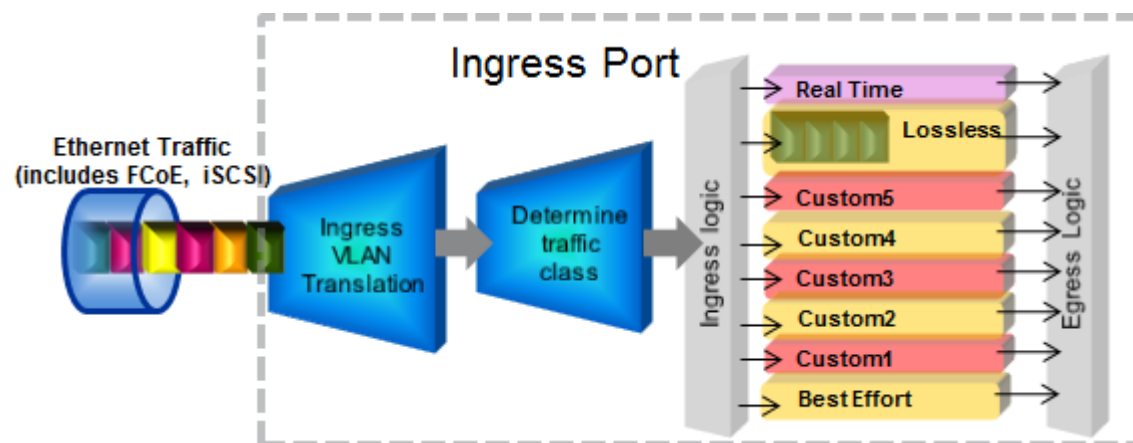 Ingress Port
Ethernet Traffic
(includes FCoE, iSCSI)
Ingress
VLAN
Translation
Determine
traffic
class
Ingress logic
Real Time
Lossless
Custom5
Custom4
Custom3
Custom2
Custom1
Best Effort
Egress Logic